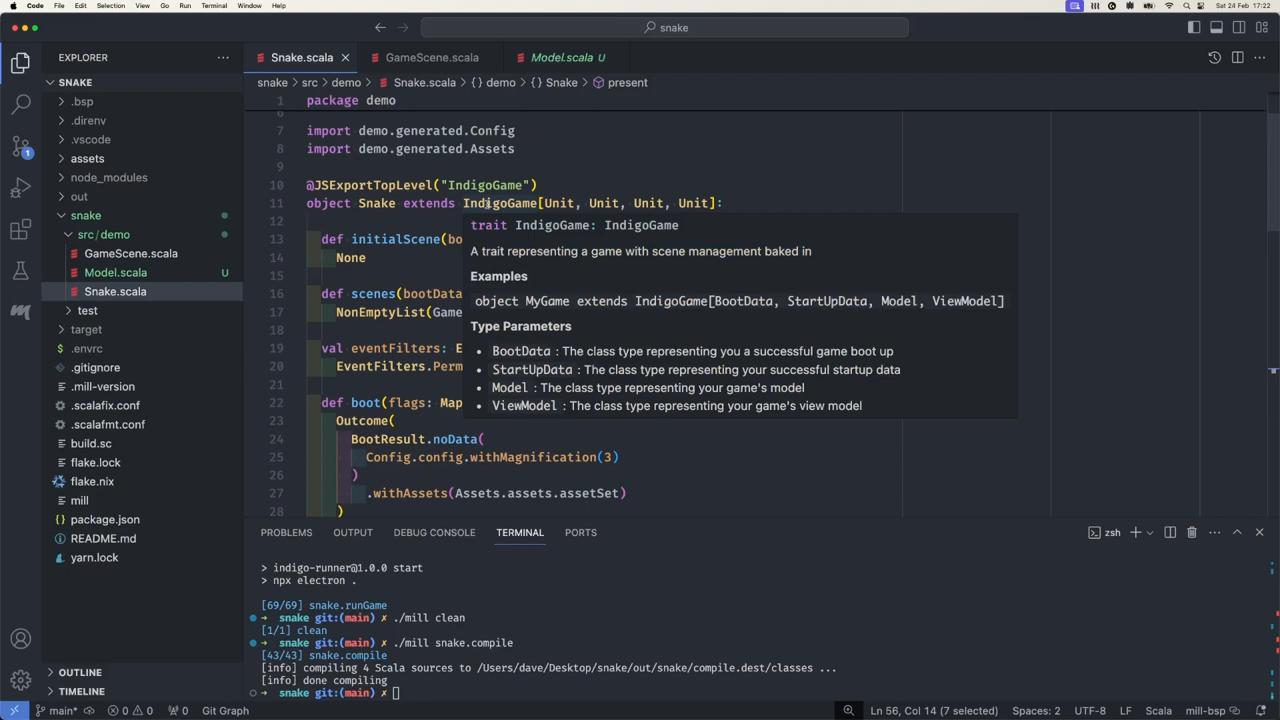 Code File Edit Selection View Go Run Terminal Window Help Sat 24 Feb 17:22
snake
EXPLORER
Snake.scala GameScene.scala Model.scala U
SNAKE
.bsp
.direnv
.vscode
assets
node_modules
out
snake
src/demo
GameScene.scala
Model.scala U
Snake.scala
test
target
.envrc
.gitignore
.mill-version
.scalafix.conf
.scalafmt.conf
build.sc
flake.lock
flake.nix
mill
package.json
README.md
yarn.lock
OUTLINE
TIMELINE
snake > src > demo > Snake.scala > {} demo > {} Snake > present
1 package demo
6
7 import demo.generated.Config
8 import demo.generated.Assets
9
10 @JSExportTopLevel("IndigoGame")
11 object Snake extends IndigoGame[Unit, Unit, Unit, Unit]:
12
13 def initialScene(bo
14 None
15
16 def scenes(bootData
17 NonEmptyList(Game
18
19 val eventFilters: E
20 EventFilters.Perm
21
22 def boot(flags: Map
23 Outcome(
24 BootResult.noData(
25 Config.config.withMagnification(3)
26 )
27 .withAssets(Assets.assets.assetSet)
28 )
trait IndigoGame: IndigoGame
A trait representing a game with scene management baked in
Examples
object MyGame extends IndigoGame[BootData, StartUpData, Model, ViewModel]
Type Parameters
• BootData : The class type representing you a successful game boot up
• StartUpData : The class type representing your successful startup data
• Model : The class type representing your game's model
• ViewModel : The class type representing your game's view model
PROBLEMS OUTPUT DEBUG CONSOLE TERMINAL PORTS
zsh
> indigo-runner@1.0.0 start
> npx electron .
[69/69] snake.runGame
➜ snake git:(main) ✗ ./mill clean
[1/1] clean
➜ snake git:(main) ✗ ./mill snake.compile
[43/43] snake.compile
[info] compiling 4 Scala sources to /Users/dave/Desktop/snake/out/snake/compile.dest/classes ...
[info] done compiling
➜ snake git:(main) ✗
main* 0 0 0 Git Graph Ln 56, Col 14 (7 selected) Spaces: 2 UTF-8 LF Scala mill-bsp
1